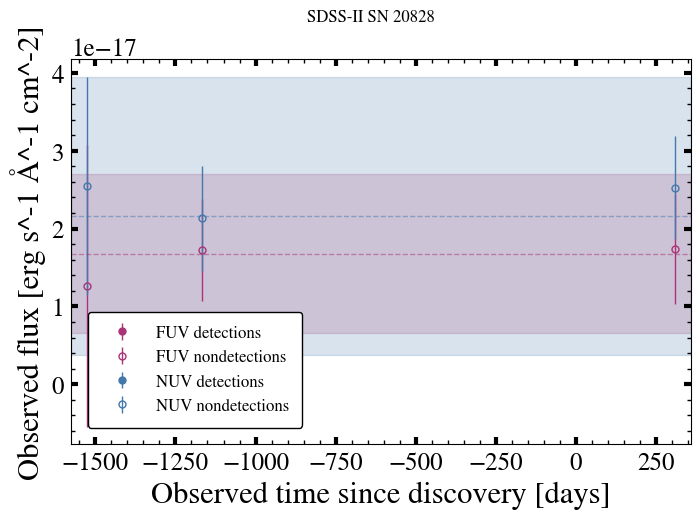 SDSS-II SN 20828
1e−17
Observed flux [erg s^-1 Å^-1 cm^-2]
4
3
2
1
0
FUV detections
FUV nondetections
NUV detections
NUV nondetections
−1500 −1250 −1000 −750 −500 −250 0 250
Observed time since discovery [days]